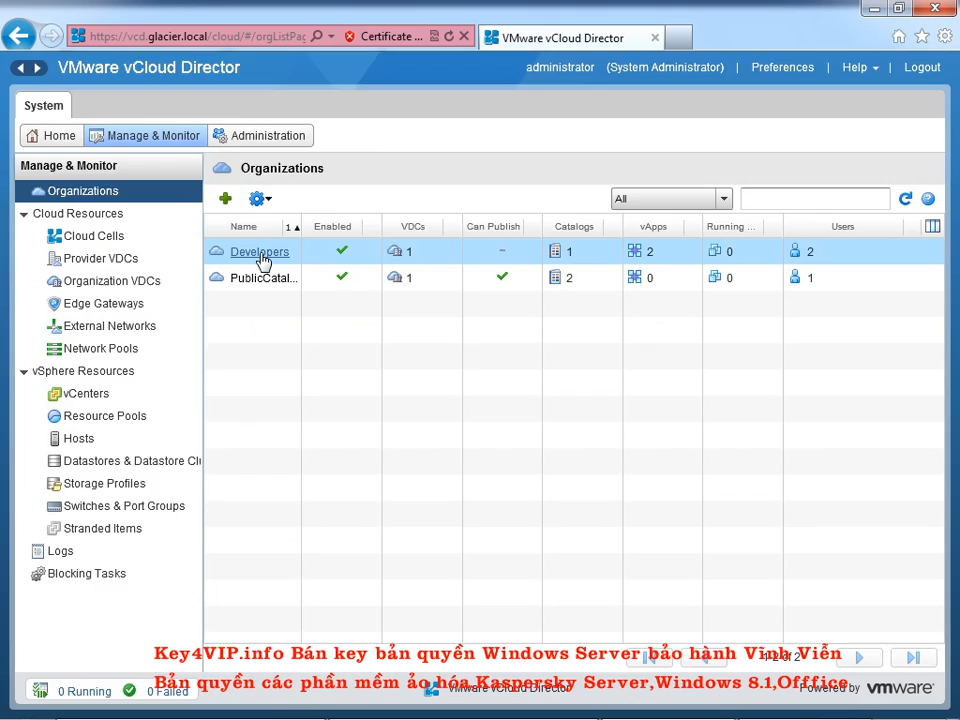 https://vcd.glacier.local/cloud/#/orgListPag
Certificate ...
VMware vCloud Director
VMware vCloud Director
administrator (System Administrator) | Preferences | Help | Logout
System
Home
Manage & Monitor
Administration
Manage & Monitor
Organizations
Cloud Resources
Cloud Cells
Provider VDCs
Organization VDCs
Edge Gateways
External Networks
Network Pools
vSphere Resources
vCenters
Resource Pools
Hosts
Datastores & Datastore Clu
Storage Profiles
Switches & Port Groups
Stranded Items
Logs
Blocking Tasks
Organizations
All
Name 1 Enabled VDCs Can Publish Catalogs vApps Running ... Users
Developers 1 – 1 2 0 2
PublicCatal... 1 2 0 0 1
Key4VIP.info Bán key bản quyền Windows Server bảo hành Vĩnh Viễn
1-2 of 2
Bản quyền các phần mềm ảo hóa,Kaspersky Server,Windows 8.1,Offfice
0 Running 0 Failed
VMware vCloud Director
Powered by vmware